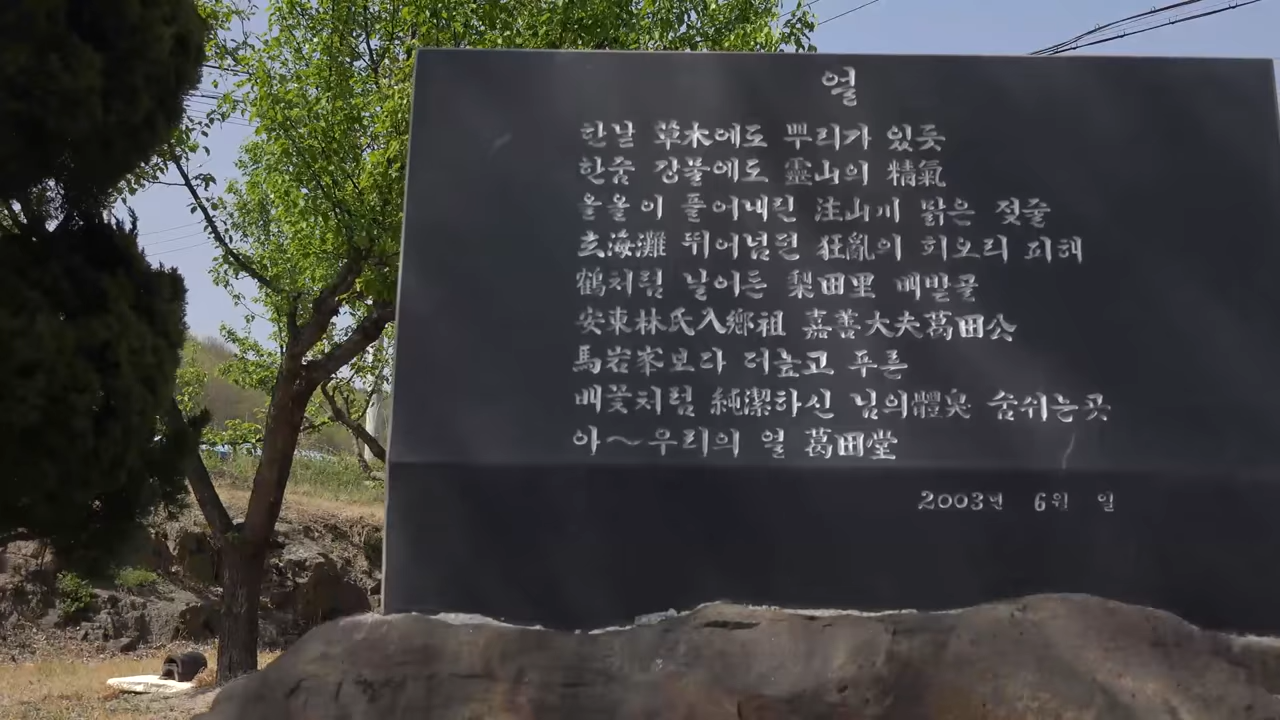 얼
한낱 草木에도 뿌리가 있듯
한줌 강물에도 靈山의 精氣
올올이 풀어내린 注山川 맑은 젖줄
玄海灘 뛰어넘던 狂亂의 회오리 피해
鶴처럼 날아든 梨田里 배밭골
安東林氏入鄕祖 嘉善大夫葛田公
馬岩峯보다 더높고 푸른
배꽃처럼 純潔하신 님의體臭 숨쉬는곳
아~우리의 얼 葛田堂
2003년 6월 일